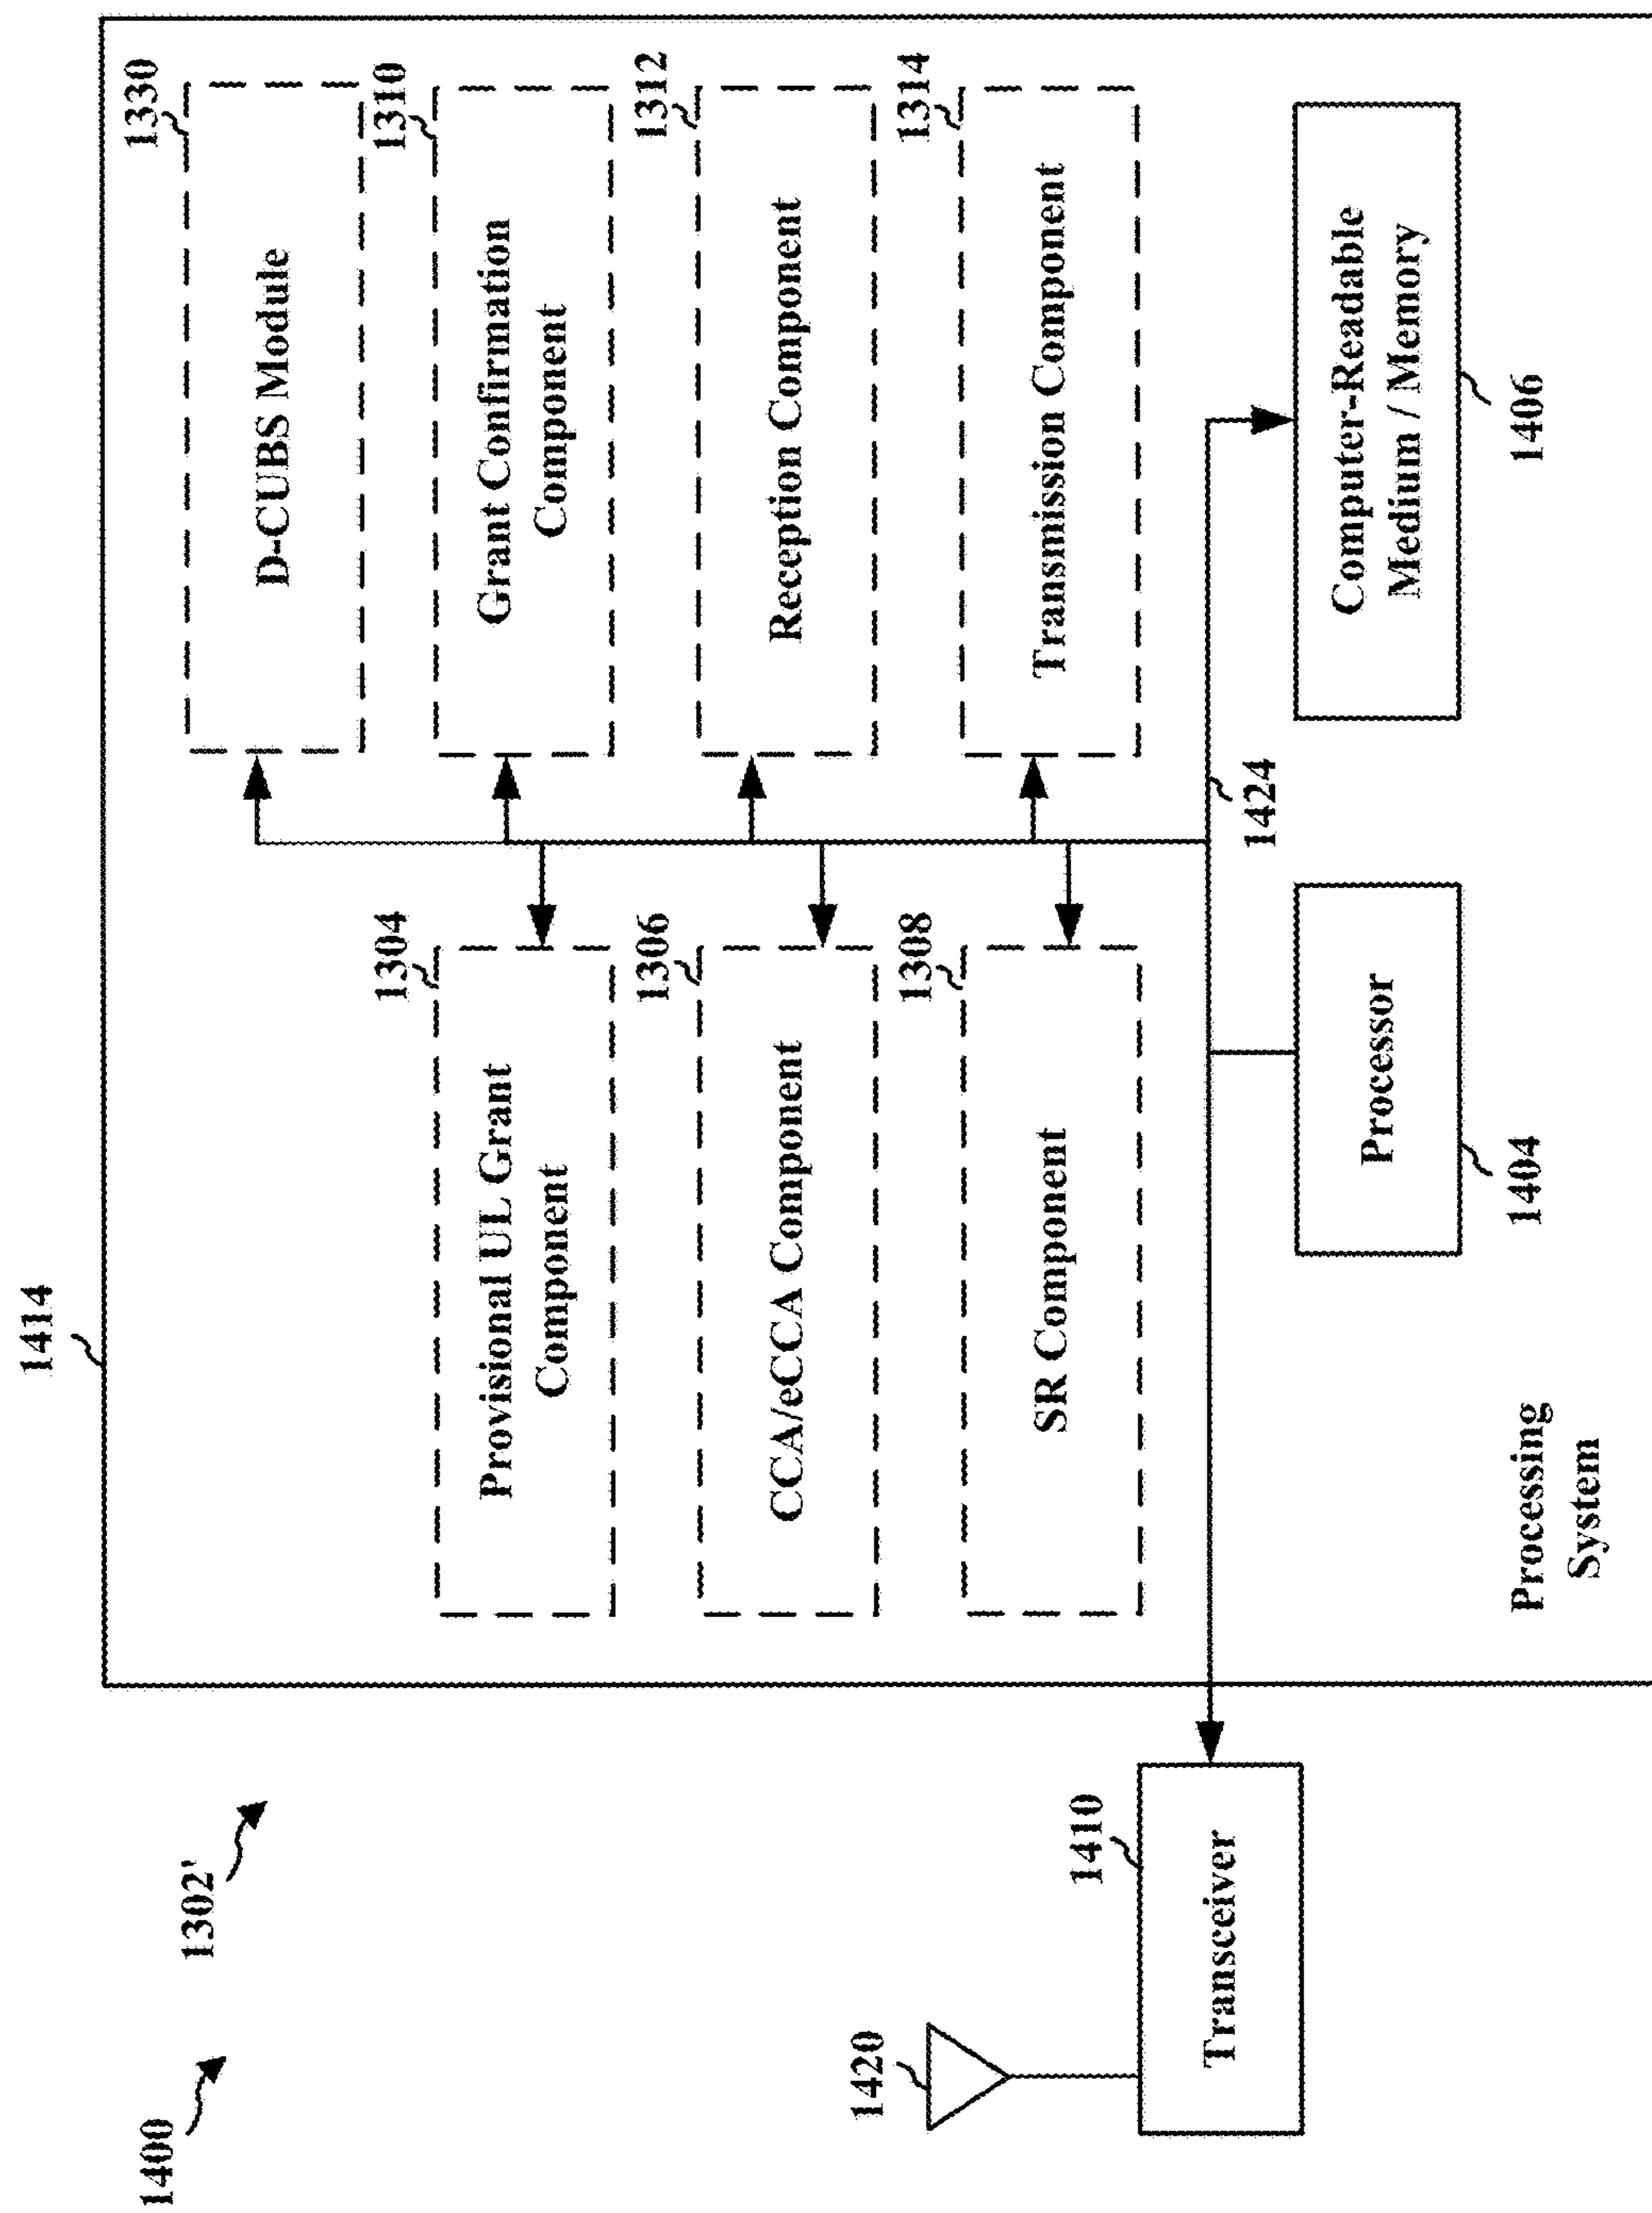 1400
1302'
1414
1330
D-CUBS Module
1304
Provisional UL Grant
Component
1310
Grant Confirmation
Component
1306
CCA/eCCA Component
1312
Reception Component
1308
SR Component
1314
Transmission Component
1420
1410
Transceiver
1424
Processor
1404
Computer-Readable
Medium / Memory
1406
Processing
System